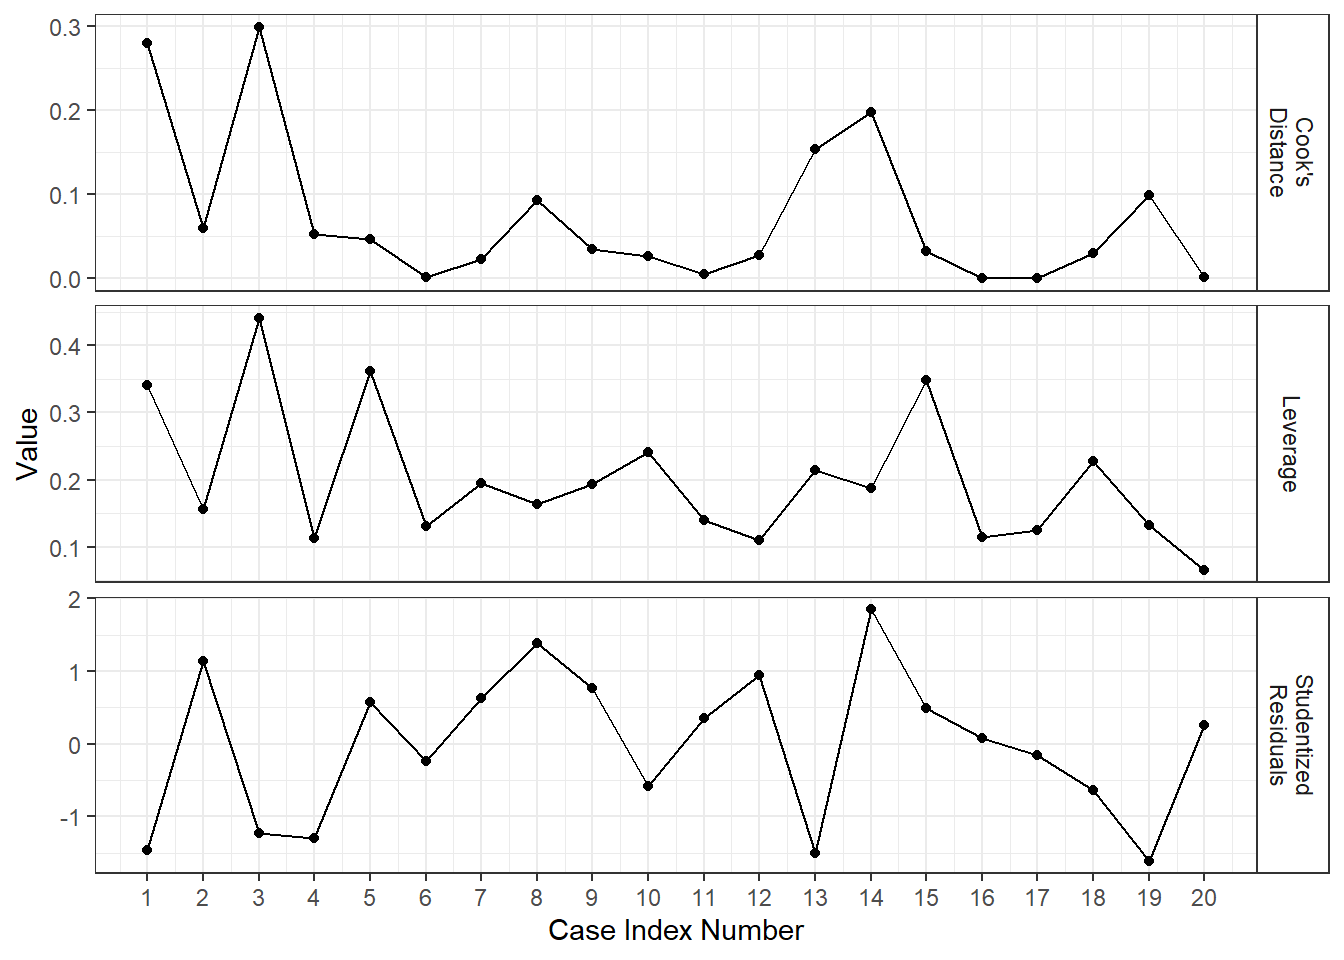 0.3
0.2
0.1
0.0
Cook's
Distance
0.4
0.3
0.2
0.1
Leverage
Value
2
1
0
-1
Studentized
Residuals
1 2 3 4 5 6 7 8 9 10 11 12 13 14 15 16 17 18 19 20
Case Index Number